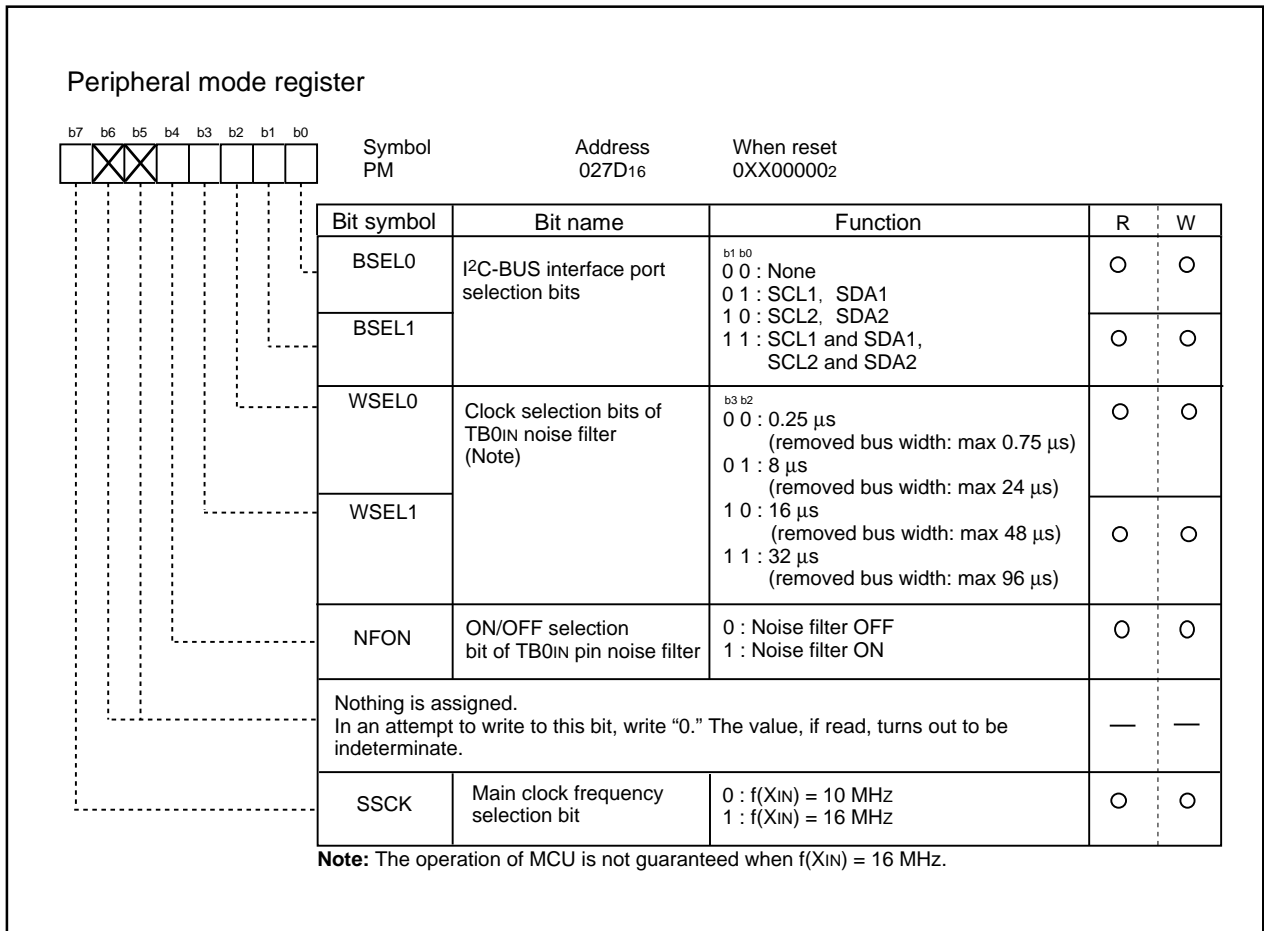 Peripheral mode register
b7 b6 b5 b4 b3 b2 b1 b0
Symbol Address When reset
PM 027D16 0XX000002
Bit symbol Bit name Function R W
BSEL0
BSEL1
I2C-BUS interface port
selection bits
b1 b0
0 0 : None
0 1 : SCL1, SDA1
1 0 : SCL2, SDA2
1 1 : SCL1 and SDA1,
SCL2 and SDA2
WSEL0
WSEL1
Clock selection bits of
TB0IN noise filter
(Note)
b3 b2
0 0 : 0.25 μs
(removed bus width: max 0.75 μs)
0 1 : 8 μs
(removed bus width: max 24 μs)
1 0 : 16 μs
(removed bus width: max 48 μs)
1 1 : 32 μs
(removed bus width: max 96 μs)
NFON
ON/OFF selection
bit of TB0IN pin noise filter
0 : Noise filter OFF
1 : Noise filter ON
Nothing is assigned.
In an attempt to write to this bit, write “0.” The value, if read, turns out to be
indeterminate.
SSCK
Main clock frequency
selection bit
0 : f(XIN) = 10 MHz
1 : f(XIN) = 16 MHz
Note: The operation of MCU is not guaranteed when f(XIN) = 16 MHz.